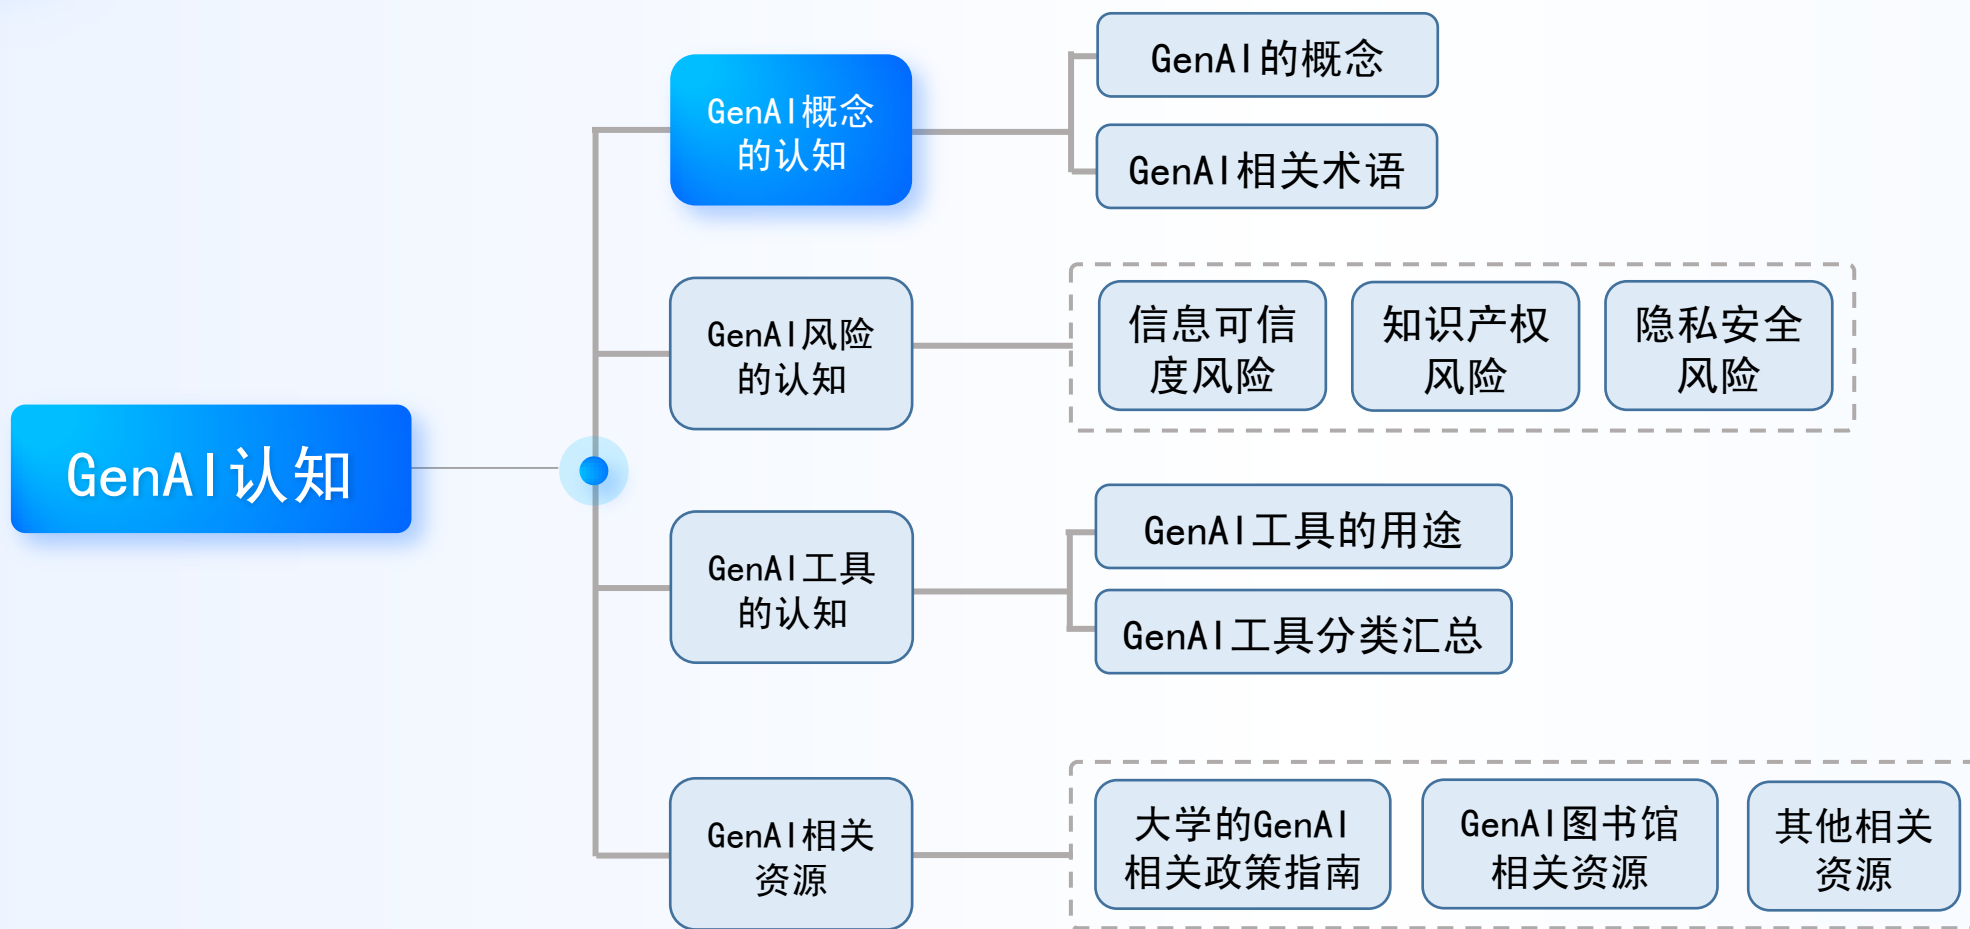 GenAI认知
GenAI概念
的认知
GenAI的概念
GenAI相关术语
GenAI风险
的认知
信息可信
度风险
知识产权
风险
隐私安全
风险
GenAI工具
的认知
GenAI工具的用途
GenAI工具分类汇总
GenAI相关
资源
大学的GenAI
相关政策指南
GenAI图书馆
相关资源
其他相关
资源